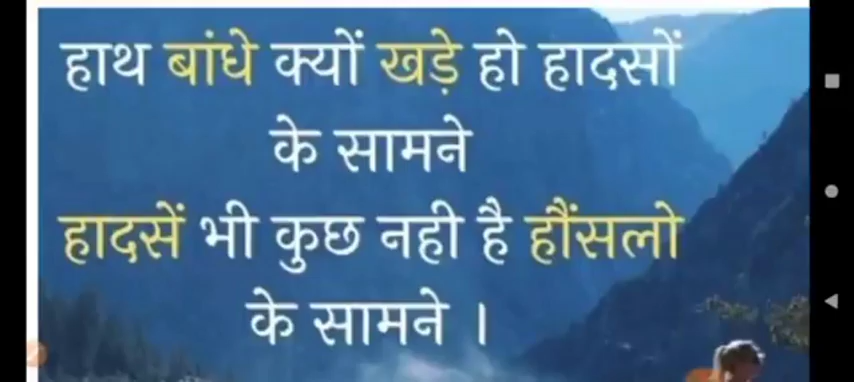 हाथ बांधे क्यों खड़े हो हादसों
के सामने
हादसें भी कुछ नही है हौंसलो
के सामने ।